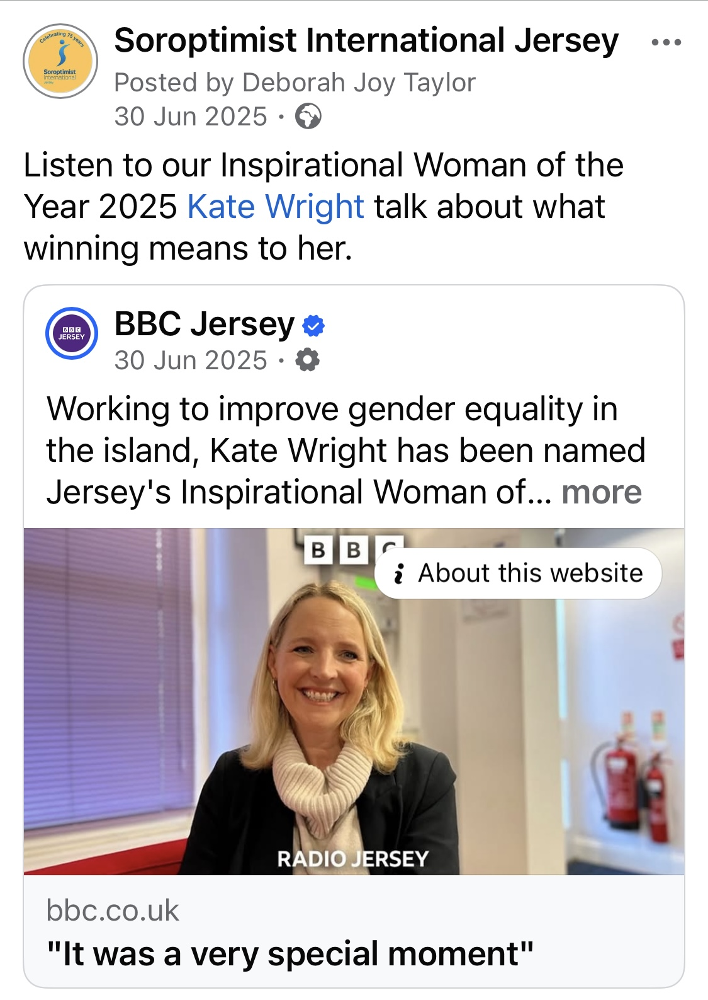 Celebrating 75 years
Soroptimist
International
Jersey
Soroptimist International Jersey
Posted by Deborah Joy Taylor
30 Jun 2025 ·
Listen to our Inspirational Woman of the
Year 2025 Kate Wright talk about what
winning means to her.
BBC
JERSEY
BBC Jersey
30 Jun 2025 ·
Working to improve gender equality in
the island, Kate Wright has been named
Jersey's Inspirational Woman of... more
BBC
i About this website
RADIO JERSEY
bbc.co.uk
"It was a very special moment"